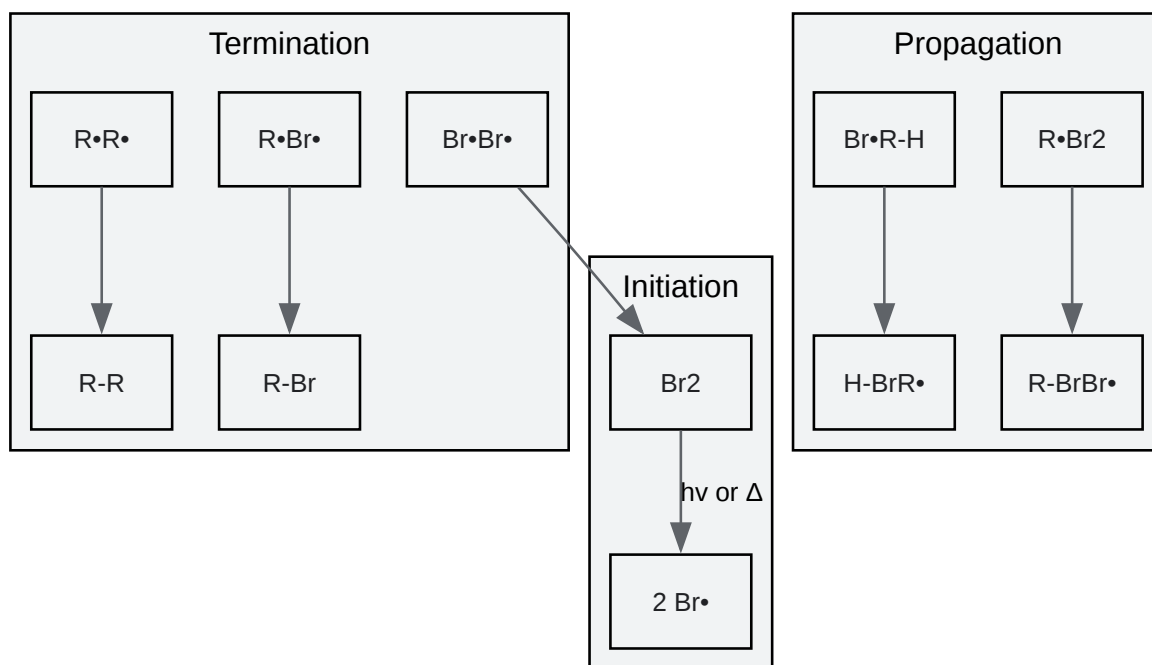 Termination
R•R•
R•Br•
Br•Br•
R-R
R-Br
Initiation
Br2
hv or Δ
2 Br•
Propagation
Br•R-H
R•Br2
H-BrR•
R-BrBr•